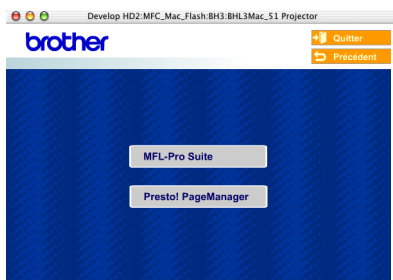 Develop HD2:MFC_Mac_Flash:BH3:BHL3Mac_51 Projector
brother
Quitter
Précédent
MFL-Pro Suite
Presto! PageManager